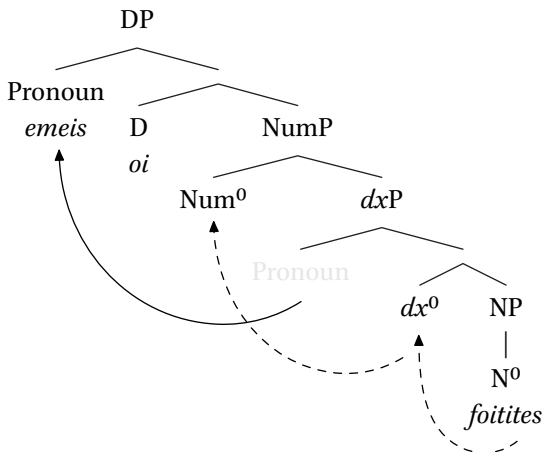 DP
Pronoun
emeis
D
oi
NumP
Num⁰
dxP
Pronoun
dx⁰
NP
N⁰
foitites